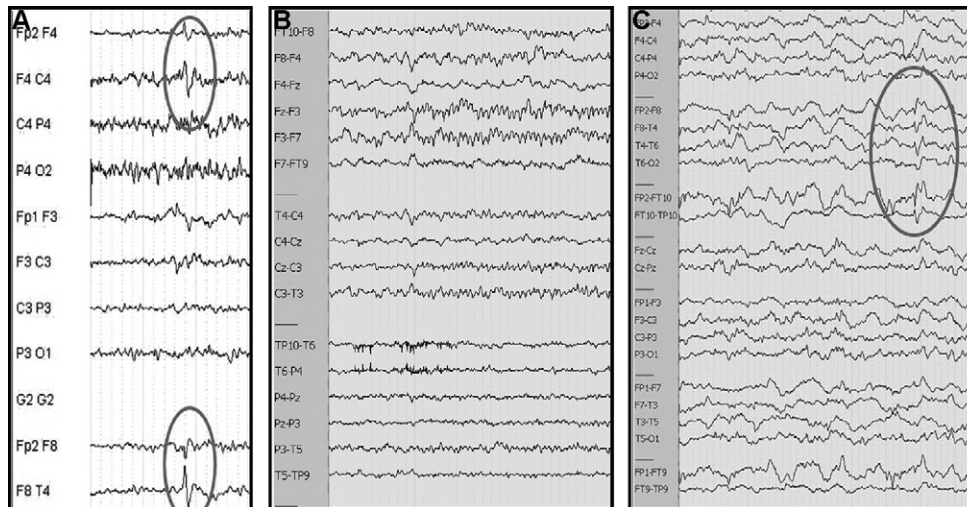 A
Fp2 F4
F4 C4
C4 P4
P4 O2
Fp1 F3
F3 C3
C3 P3
P3 O1
G2 G2
Fp2 F8
F8 T4
B
FT10-F8
F8-F4
F4-Fz
Fz-F3
F3-F7
F7-FT9
T4-C4
C4-Cz
Cz-C3
C3-T3
TP10-T6
T6-P4
P4-Pz
Pz-P3
P3-T5
T5-TP9
C
FP2-F4
F4-C4
C4-P4
P4-O2
FP2-F8
F8-T4
T4-T6
T6-O2
FP2-FT10
FT10-TP10
Fz-Cz
Cz-Pz
FP1-F3
F3-C3
C3-P3
P3-O1
FP1-F7
F7-T3
T3-T5
T5-O1
FP1-FT9
FT9-TP9